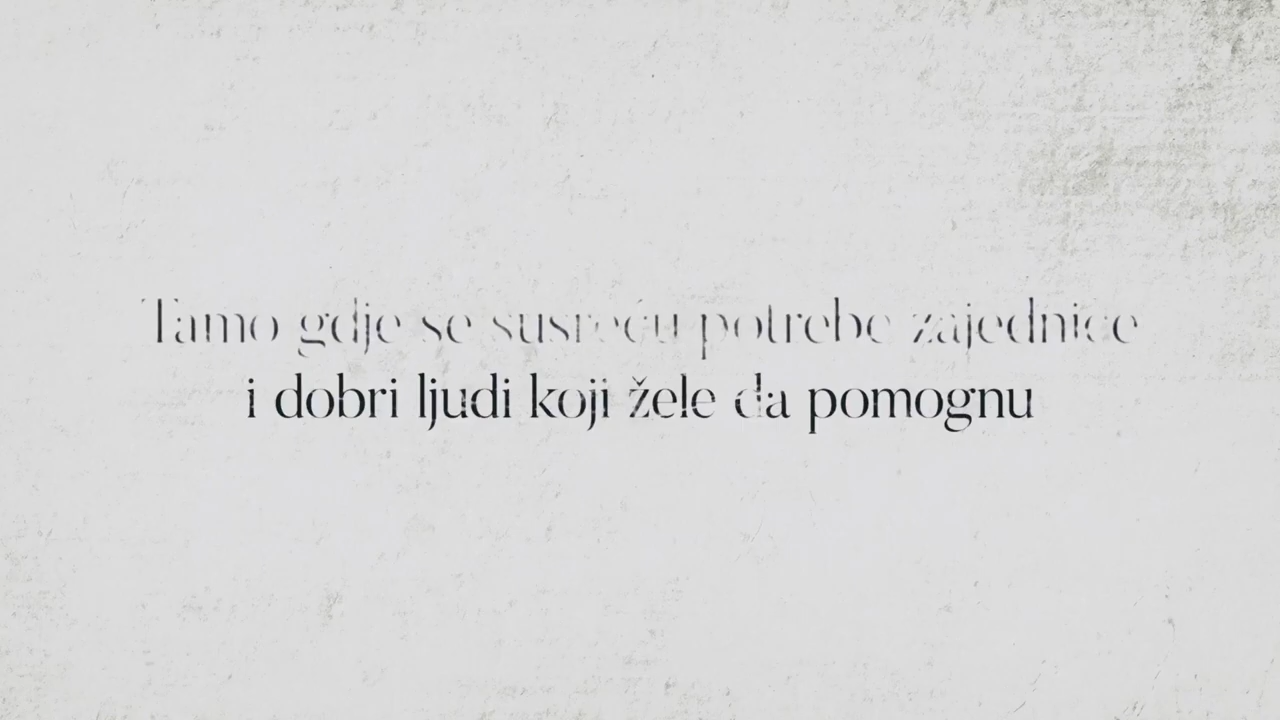 Tamo gdje se susreću potrebe zajednice
i dobri ljudi koji žele da pomognu